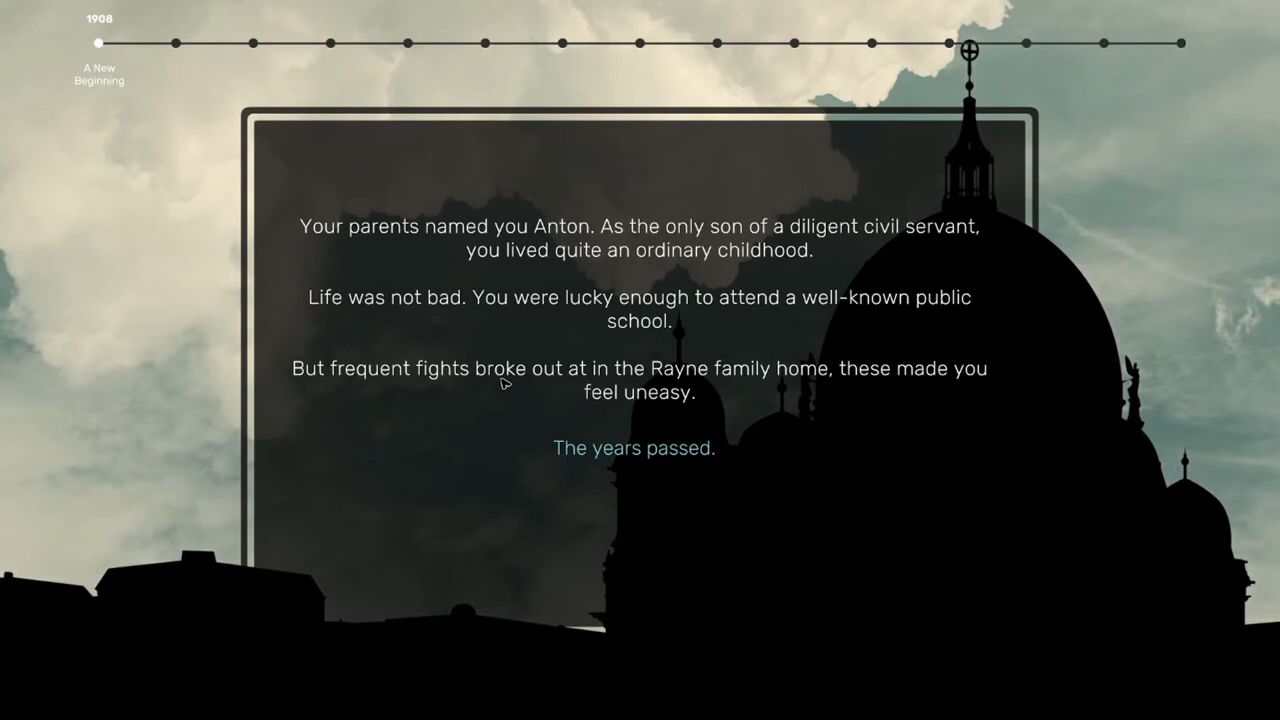 1908
A New
Beginning
Your parents named you Anton. As the only son of a diligent civil servant,
you lived quite an ordinary childhood.
Life was not bad. You were lucky enough to attend a well-known public
school.
But frequent fights broke out at in the Rayne family home, these made you
feel uneasy.
The years passed.